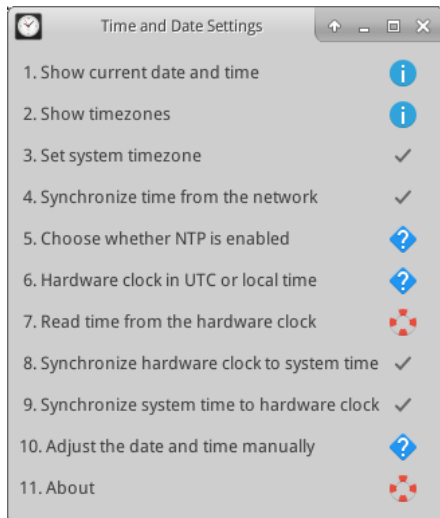 Time and Date Settings
1. Show current date and time
2. Show timezones
3. Set system timezone
4. Synchronize time from the network
5. Choose whether NTP is enabled
6. Hardware clock in UTC or local time
7. Read time from the hardware clock
8. Synchronize hardware clock to system time
9. Synchronize system time to hardware clock
10. Adjust the date and time manually
11. About